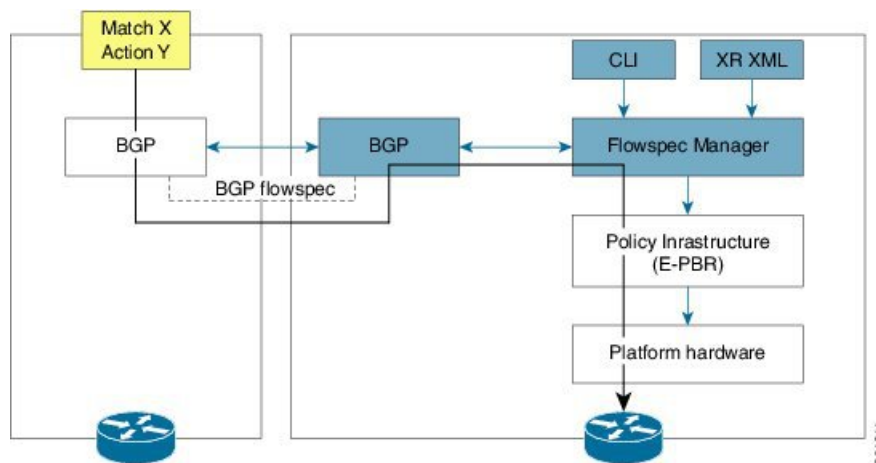 Match X
Action Y
CLI
XR XML
BGP
BGP
Flowspec Manager
BGP flowspec
Policy Inrastructure
(E-PBR)
Platform hardware